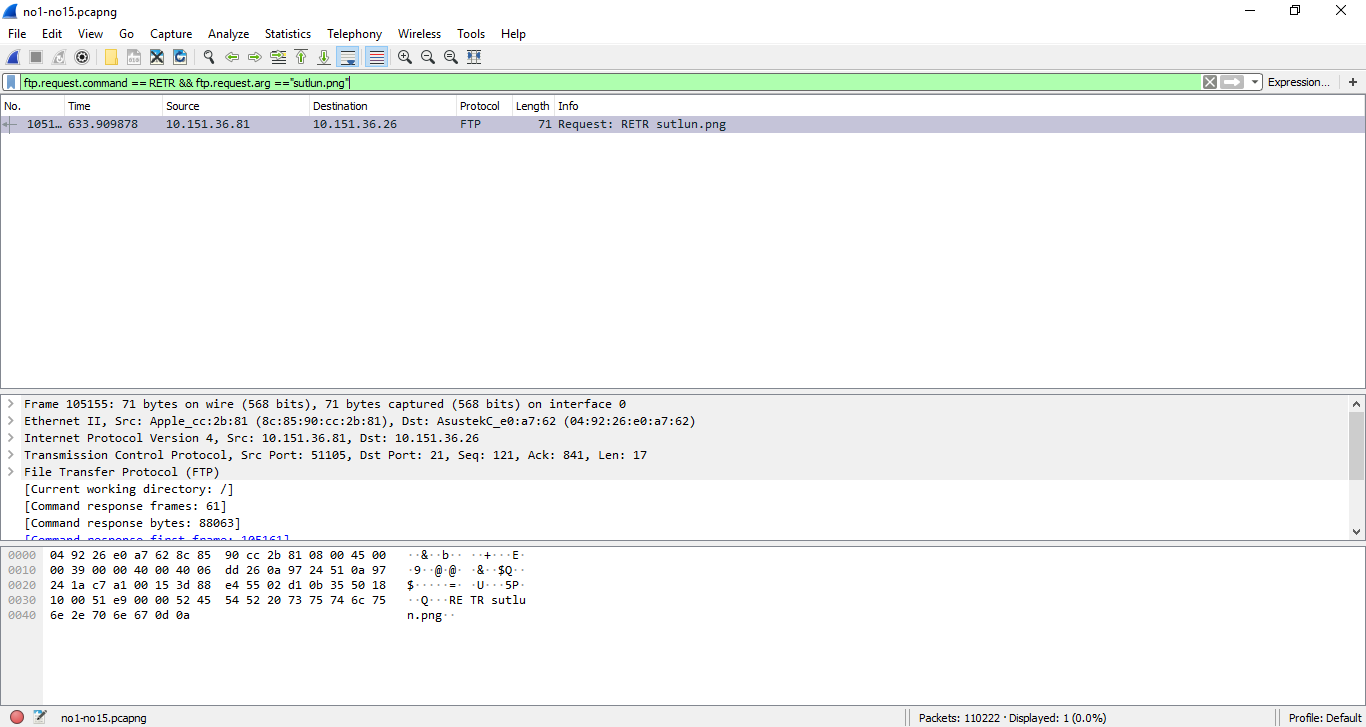 no1-no15.pcapng
File Edit View Go Capture Analyze Statistics Telephony Wireless Tools Help
ftp.request.command == RETR && ftp.request.arg =="sutlun.png" Expression... +
No. Time Source Destination Protocol Length Info
1051… 633.909878 10.151.36.81 10.151.36.26 FTP 71 Request: RETR sutlun.png
Frame 105155: 71 bytes on wire (568 bits), 71 bytes captured (568 bits) on interface 0
Ethernet II, Src: Apple_cc:2b:81 (8c:85:90:cc:2b:81), Dst: AsustekC_e0:a7:62 (04:92:26:e0:a7:62)
Internet Protocol Version 4, Src: 10.151.36.81, Dst: 10.151.36.26
Transmission Control Protocol, Src Port: 51105, Dst Port: 21, Seq: 121, Ack: 841, Len: 17
File Transfer Protocol (FTP)
[Current working directory: /]
[Command response frames: 61]
[Command response bytes: 88063]
[Command response first frame: 105161]
0000 04 92 26 e0 a7 62 8c 85 90 cc 2b 81 08 00 45 00 ··&··b·· ··+···E·
0010 00 39 00 00 40 00 40 06 dd 26 0a 97 24 51 0a 97 ·9··@·@· ·&··$Q··
0020 24 1a c7 a1 00 15 3d 88 e4 55 02 d1 0b 35 50 18 $·····=· ·U···5P·
0030 10 00 51 e9 00 00 52 45 54 52 20 73 75 74 6c 75 ··Q···RE TR sutlu
0040 6e 2e 70 6e 67 0d 0a n.png··
no1-no15.pcapng Packets: 110222 · Displayed: 1 (0.0%) Profile: Default